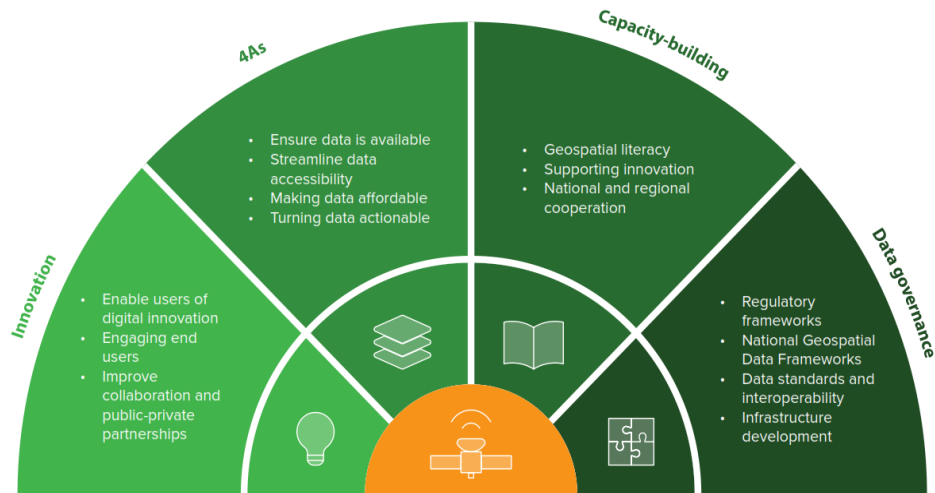 Innovation
• Enable users of
digital innovation
• Engaging end
users
• Improve
collaboration and
public-private
partnerships
4As
• Ensure data is available
• Streamline data
accessibility
• Making data affordable
• Turning data actionable
Capacity-building
• Geospatial literacy
• Supporting innovation
• National and regional
cooperation
Data governance
• Regulatory
frameworks
• National Geospatial
Data Frameworks
• Data standards and
interoperability
• Infrastructure
development